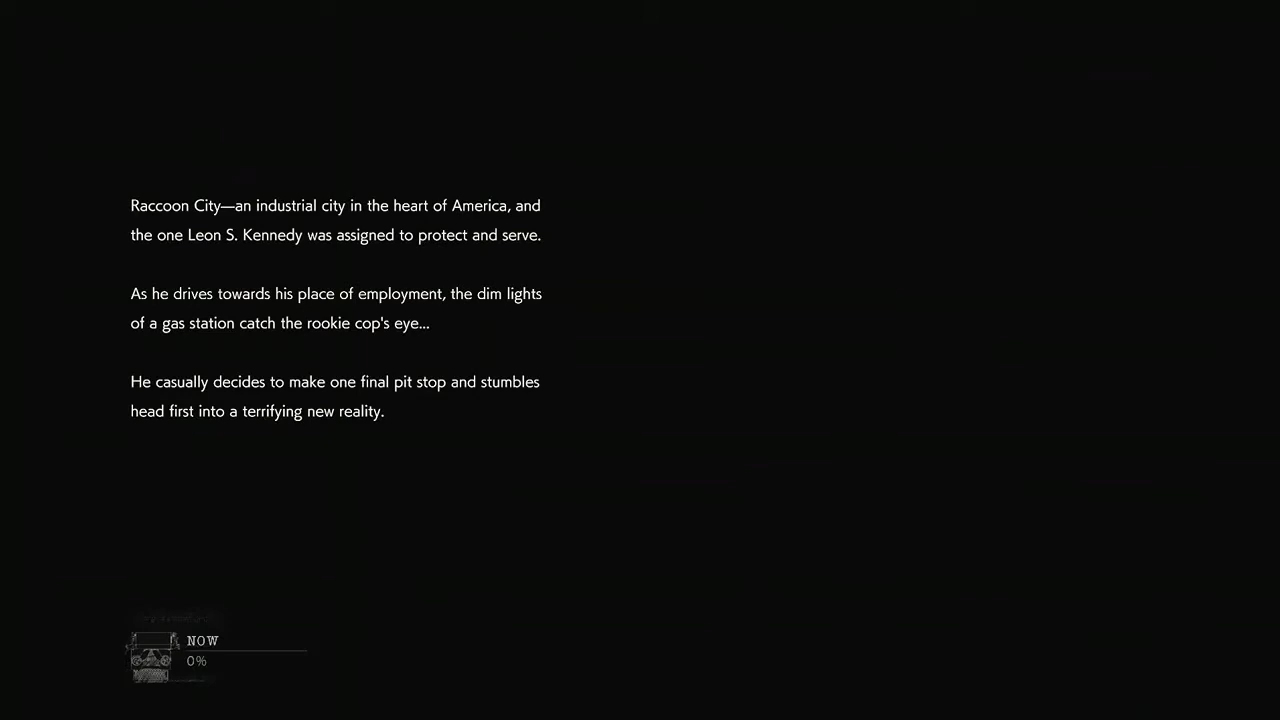 Raccoon City—an industrial city in the heart of America, and
the one Leon S. Kennedy was assigned to protect and serve.
As he drives towards his place of employment, the dim lights
of a gas station catch the rookie cop's eye...
He casually decides to make one final pit stop and stumbles
head first into a terrifying new reality.
NOW
0%